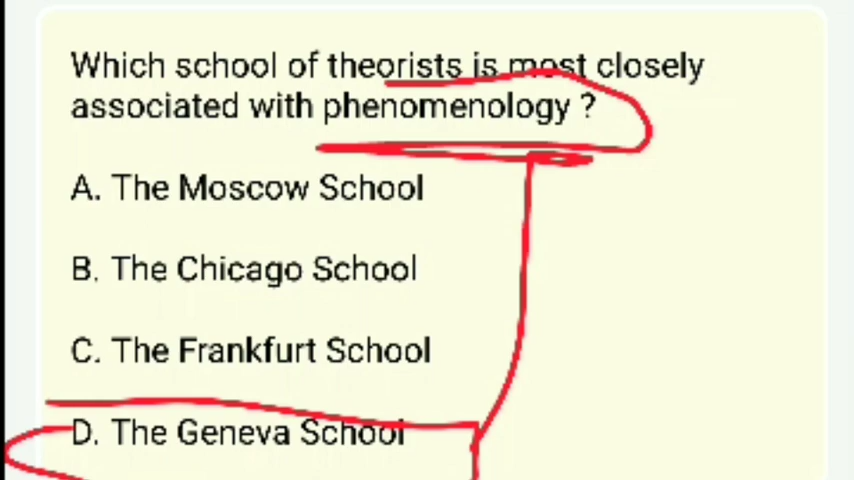 Which school of theorists is most closely
associated with phenomenology ?
A. The Moscow School
B. The Chicago School
C. The Frankfurt School
D. The Geneva School